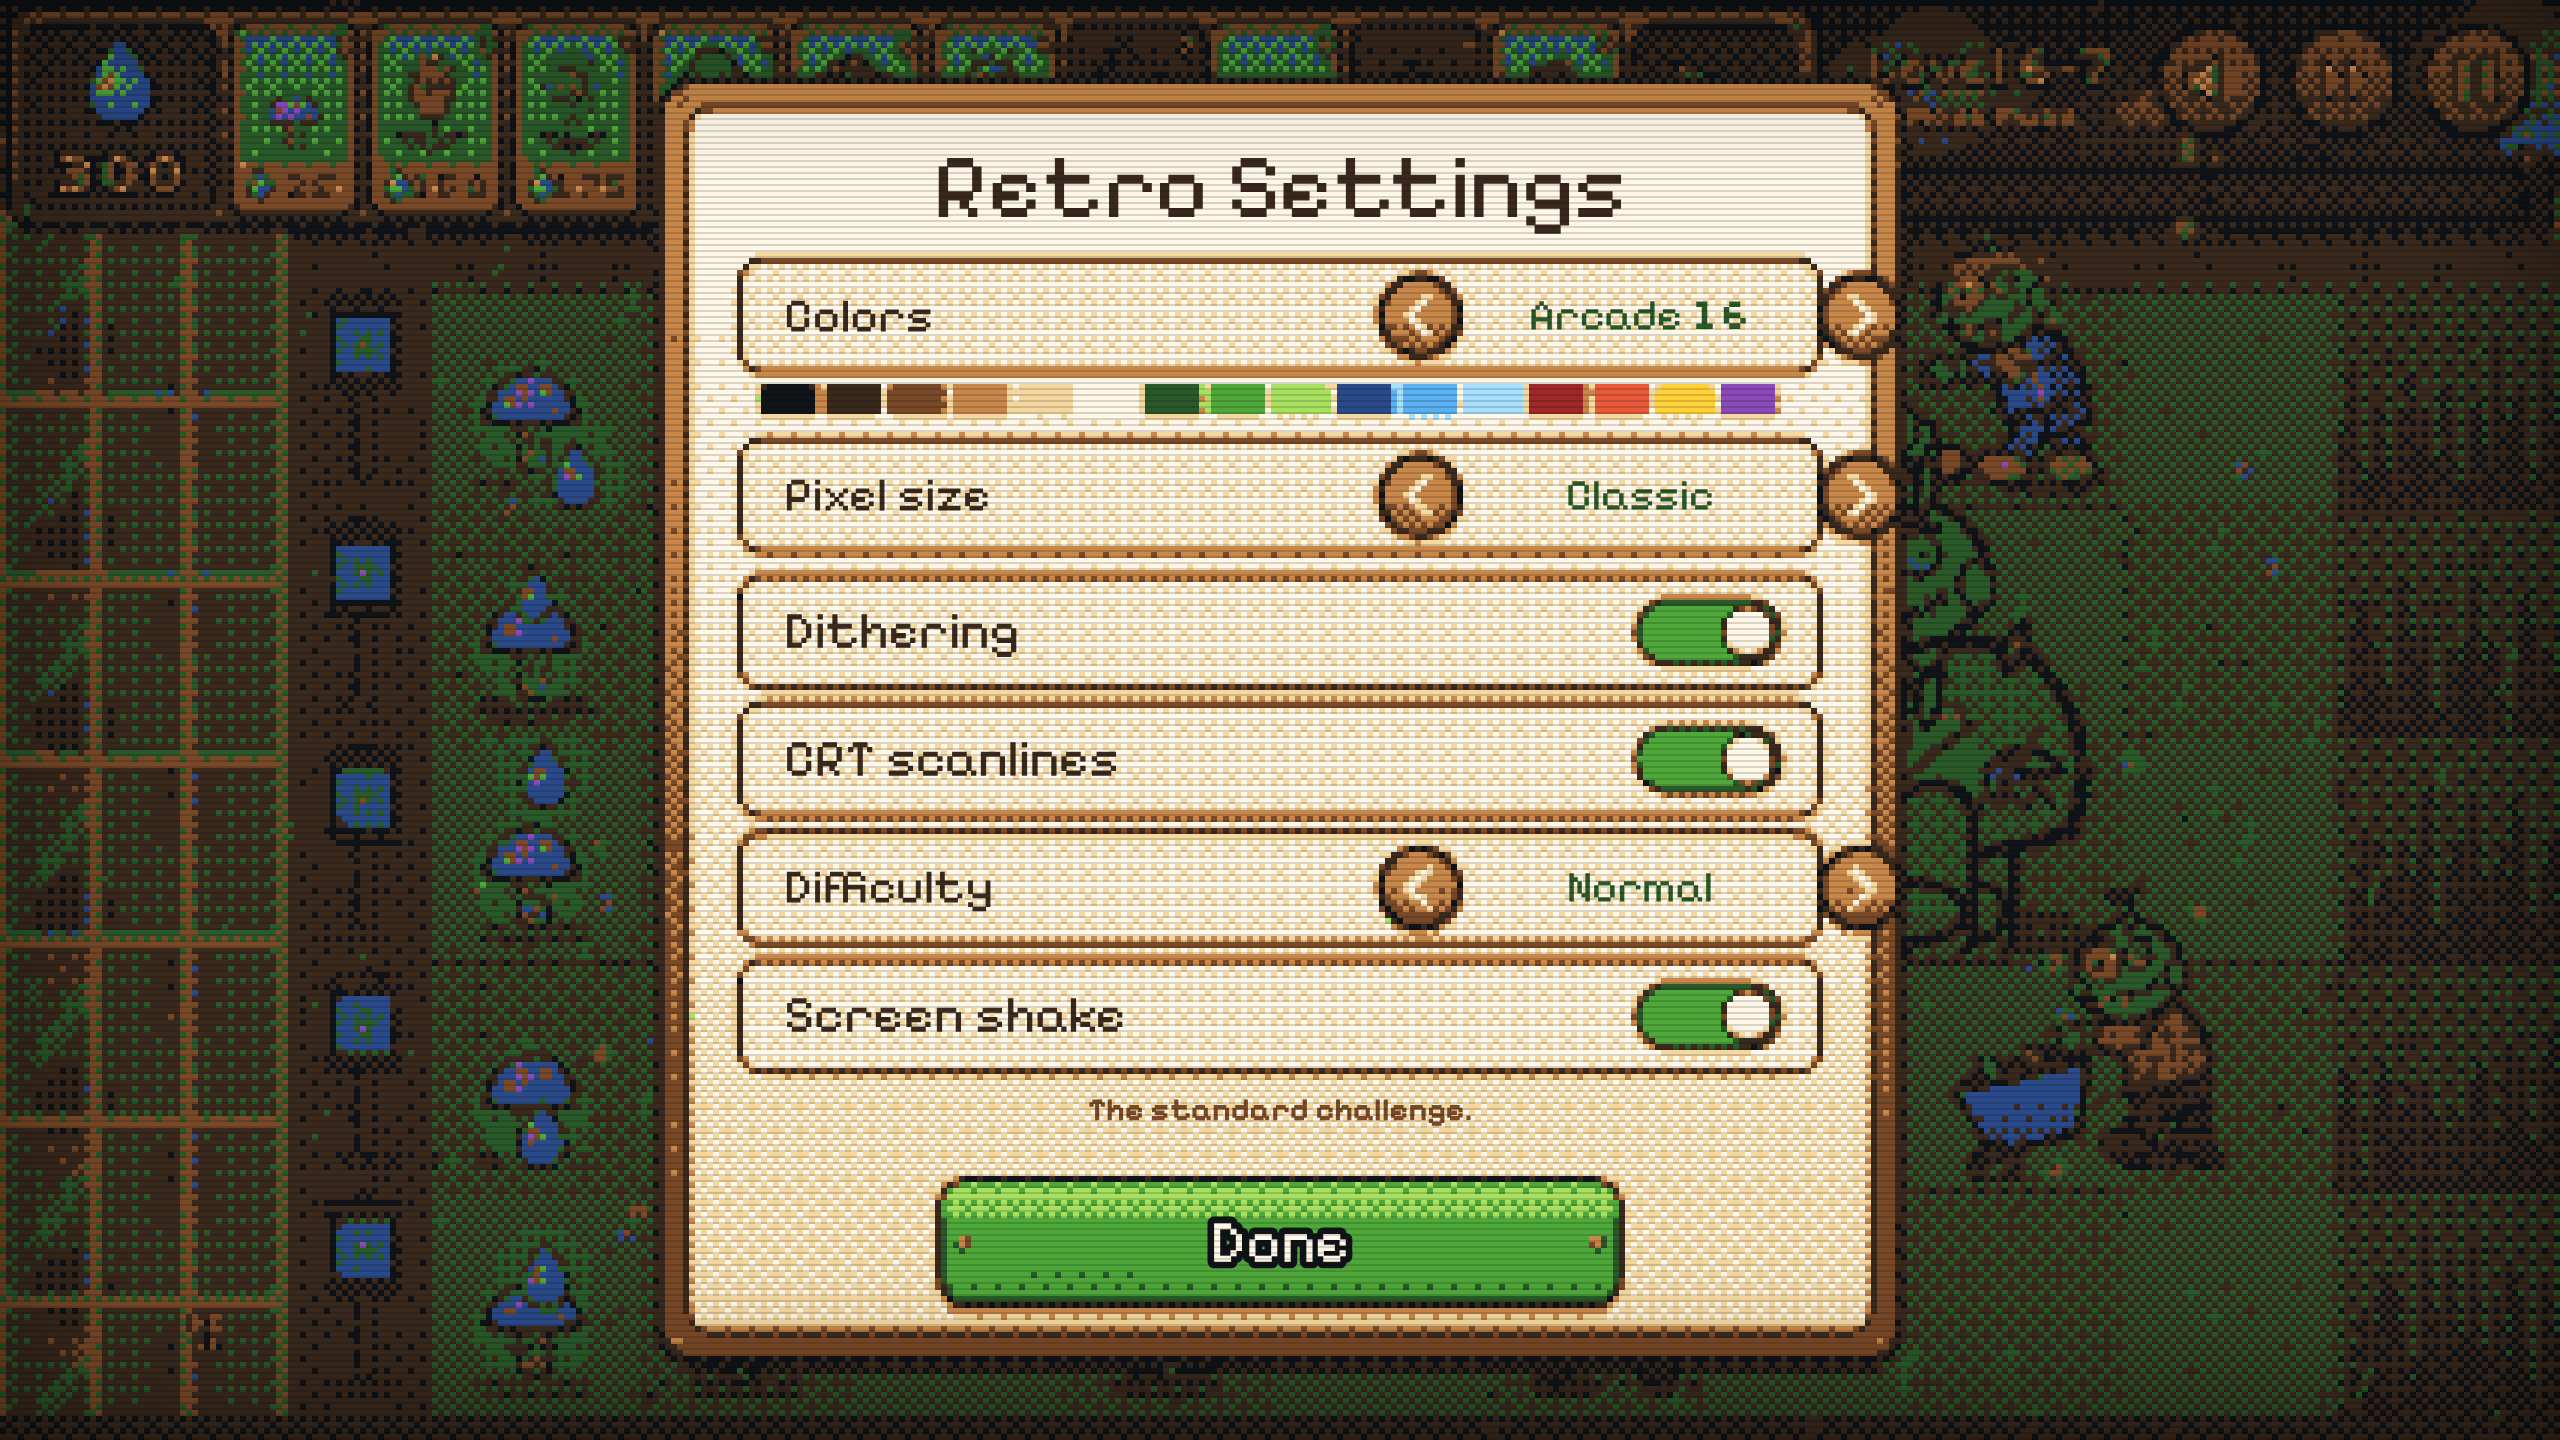 300
Retro Settings
Colors
Arcade 16
Pixel size
Classic
Dithering
CRT scanlines
Difficulty
Normal
Screen shake
The standard challenge.
Done